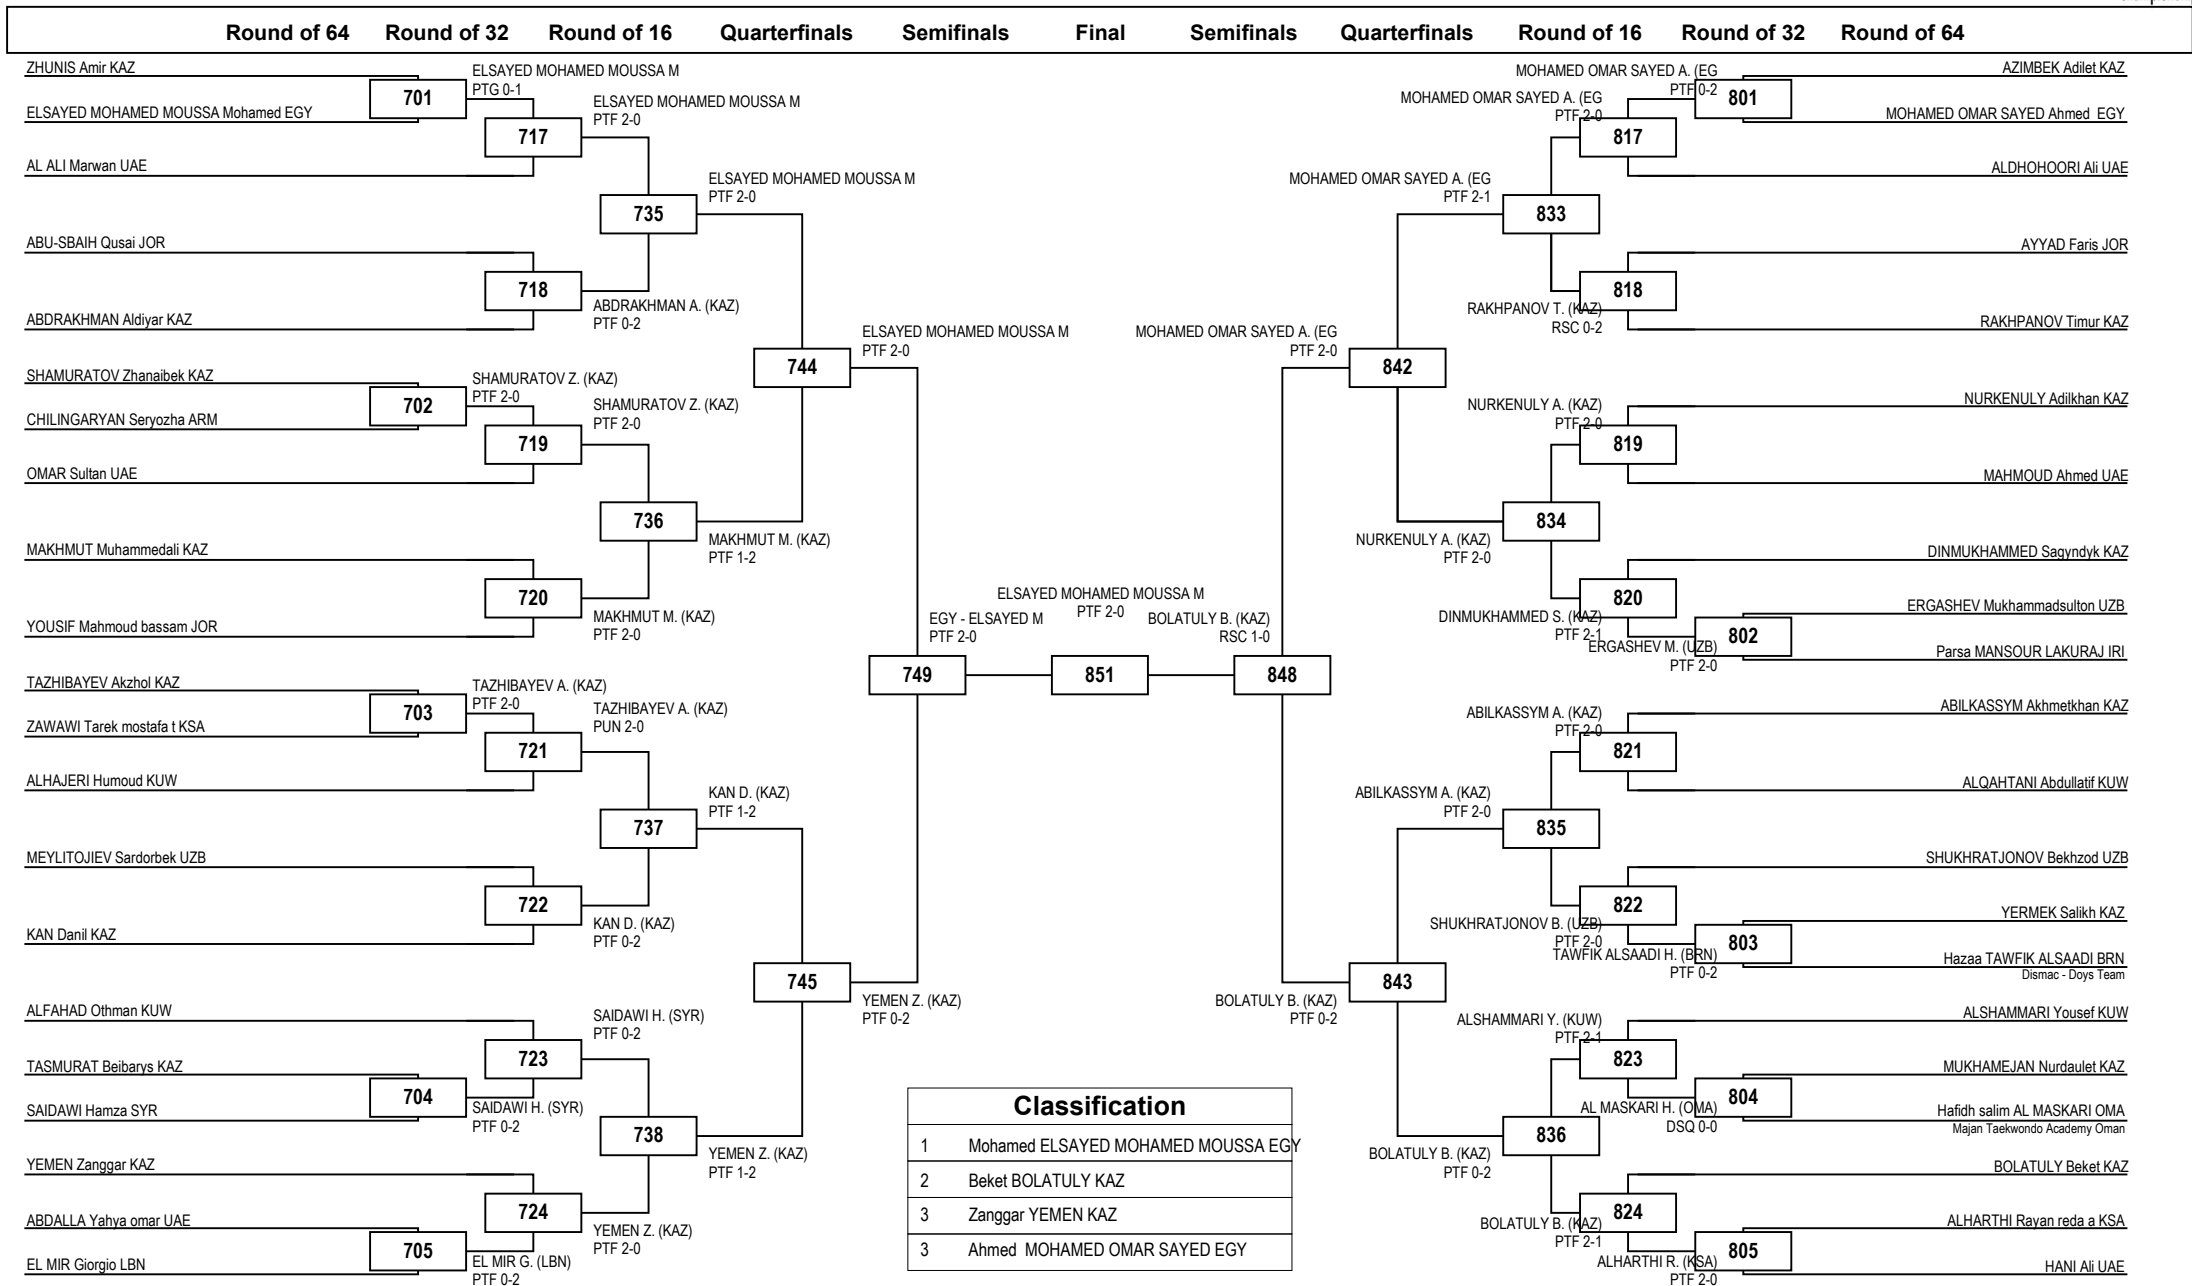 Round of 64 Round of 32 Round of 16 Quarterfinals Semifinals Final Semifinals Quarterfinals Round of 16 Round of 32 Round of 64
ZHUNIS Amir KAZ
701
ELSAYED MOHAMED MOUSSA M
PTG 0-1
ELSAYED MOHAMED MOUSSA Mohamed EGY
717
ELSAYED MOHAMED MOUSSA M
PTF 2-0
AL ALI Marwan UAE
735
ELSAYED MOHAMED MOUSSA M
PTF 2-0
ABU-SBAIH Qusai JOR
718
ABDRAKHMAN A. (KAZ)
PTF 0-2
ABDRAKHMAN Aldiyar KAZ
744
ELSAYED MOHAMED MOUSSA M
PTF 2-0
SHAMURATOV Zhanaibek KAZ
702
SHAMURATOV Z. (KAZ)
PTF 2-0
CHILINGARYAN Seryozha ARM
719
SHAMURATOV Z. (KAZ)
PTF 2-0
OMAR Sultan UAE
736
MAKHMUT M. (KAZ)
PTF 1-2
MAKHMUT Muhammedali KAZ
720
MAKHMUT M. (KAZ)
PTF 2-0
YOUSIF Mahmoud bassam JOR
EGY - ELSAYED M
PTF 2-0
749
ELSAYED MOHAMED MOUSSA M
PTF 2-0
851
BOLATULY B. (KAZ)
RSC 1-0
848
TAZHIBAYEV Akzhol KAZ
703
TAZHIBAYEV A. (KAZ)
PTF 2-0
ZAWAWI Tarek mostafa t KSA
721
TAZHIBAYEV A. (KAZ)
PUN 2-0
ALHAJERI Humoud KUW
737
KAN D. (KAZ)
PTF 1-2
MEYLITOJIEV Sardorbek UZB
722
KAN D. (KAZ)
PTF 0-2
KAN Danil KAZ
745
YEMEN Z. (KAZ)
PTF 0-2
ALFAHAD Othman KUW
723
SAIDAWI H. (SYR)
PTF 0-2
TASMURAT Beibarys KAZ
704
SAIDAWI H. (SYR)
PTF 0-2
SAIDAWI Hamza SYR
738
YEMEN Z. (KAZ)
PTF 1-2
YEMEN Zanggar KAZ
724
YEMEN Z. (KAZ)
PTF 2-0
ABDALLA Yahya omar UAE
705
EL MIR G. (LBN)
PTF 0-2
EL MIR Giorgio LBN
AZIMBEK Adilet KAZ
801
MOHAMED OMAR SAYED A. (EG
PTF 0-2
MOHAMED OMAR SAYED Ahmed EGY
817
MOHAMED OMAR SAYED A. (EG
PTF 2-0
ALDHOHOORI Ali UAE
833
MOHAMED OMAR SAYED A. (EG
PTF 2-1
AYYAD Faris JOR
818
RAKHPANOV T. (KAZ)
RSC 0-2
RAKHPANOV Timur KAZ
842
MOHAMED OMAR SAYED A. (EG
PTF 2-0
NURKENULY Adilkhan KAZ
819
NURKENULY A. (KAZ)
PTF 2-0
MAHMOUD Ahmed UAE
834
NURKENULY A. (KAZ)
PTF 2-0
DINMUKHAMMED Sagyndyk KAZ
820
DINMUKHAMMED S. (KAZ)
PTF 2-1
ERGASHEV Mukhammadsulton UZB
802
ERGASHEV M. (UZB)
PTF 2-0
Parsa MANSOUR LAKURAJ IRI
ABILKASSYM Akhmetkhan KAZ
821
ABILKASSYM A. (KAZ)
PTF 2-0
ALQAHTANI Abdullatif KUW
835
ABILKASSYM A. (KAZ)
PTF 2-0
SHUKHRATJONOV Bekhzod UZB
822
SHUKHRATJONOV B. (UZB)
PTF 2-0
YERMEK Salikh KAZ
803
TAWFIK ALSAADI H. (BRN)
PTF 0-2
Hazaa TAWFIK ALSAADI BRN
Dismac - Doys Team
843
BOLATULY B. (KAZ)
PTF 0-2
ALSHAMMARI Yousef KUW
823
ALSHAMMARI Y. (KUW)
PTF 2-1
MUKHAMEJAN Nurdaulet KAZ
804
AL MASKARI H. (OMA)
DSQ 0-0
Hafidh salim AL MASKARI OMA
Majan Taekwondo Academy Oman
836
BOLATULY B. (KAZ)
PTF 0-2
BOLATULY Beket KAZ
824
BOLATULY B. (KAZ)
PTF 2-1
ALHARTHI Rayan reda a KSA
805
ALHARTHI R. (KSA)
PTF 2-0
HANI Ali UAE
Classification
1 Mohamed ELSAYED MOHAMED MOUSSA EGY
2 Beket BOLATULY KAZ
3 Zanggar YEMEN KAZ
3 Ahmed MOHAMED OMAR SAYED EGY